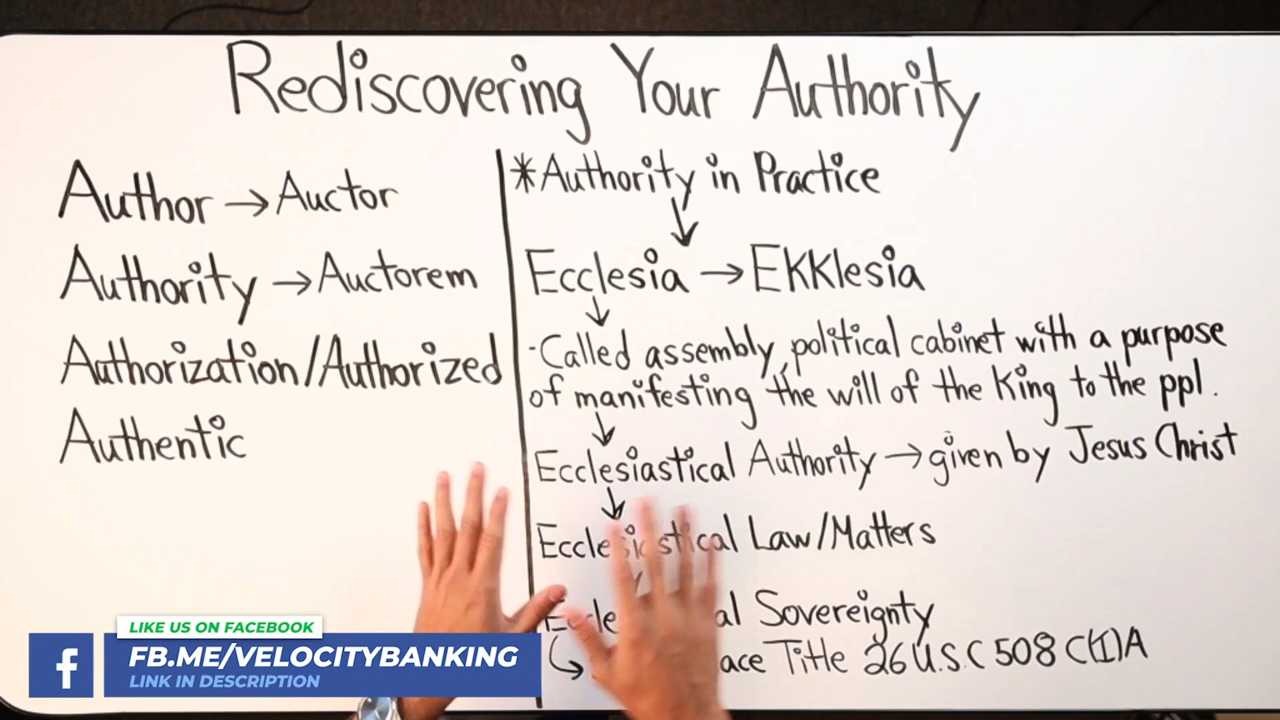 Rediscovering Your Authority
Author → Auctor
Authority → Auctorem
Authorization/Authorized
Authentic
*Authority in Practice
Ecclesia → EKKlesia
·Called assembly, political cabinet with a purpose
of manifesting the will of the King to the ppl.
Ecclesiastical Authority → given by Jesus Christ
Ecclesiastical Law/Matters
Sovereignty
Title 26 U.S.C 508 C(1)A
LIKE US ON FACEBOOK
f
FB.ME/VELOCITYBANKING
LINK IN DESCRIPTION